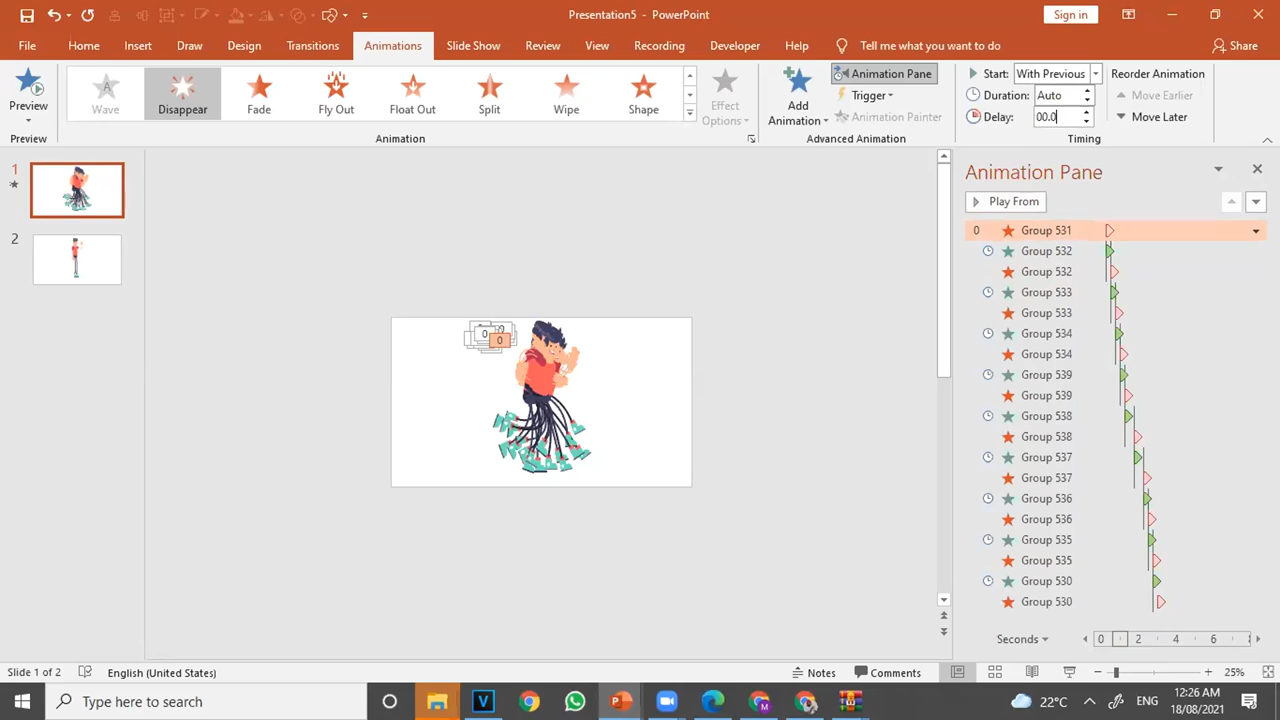 Presentation5 - PowerPoint
Sign in
File Home Insert Draw Design Transitions Animations Slide Show Review View Recording Developer Help Tell me what you want to do Share
Preview
Wave Disappear Fade Fly Out Float Out Split Wipe Shape
Effect Options
Add Animation
Animation Pane
Trigger
Animation Painter
Start: With Previous
Duration: Auto
Delay: 00.0
Reorder Animation
Move Earlier
Move Later
Preview Animation Advanced Animation Timing
1
2
0
0
Animation Pane
Play From
0 Group 531
Group 532
Group 532
Group 533
Group 533
Group 534
Group 534
Group 539
Group 539
Group 538
Group 538
Group 537
Group 537
Group 536
Group 536
Group 535
Group 535
Group 530
Group 530
Seconds 0 2 4 6
Slide 1 of 2 English (United States) Notes Comments 25%
Type here to search
22°C ENG
12:26 AM
18/08/2021